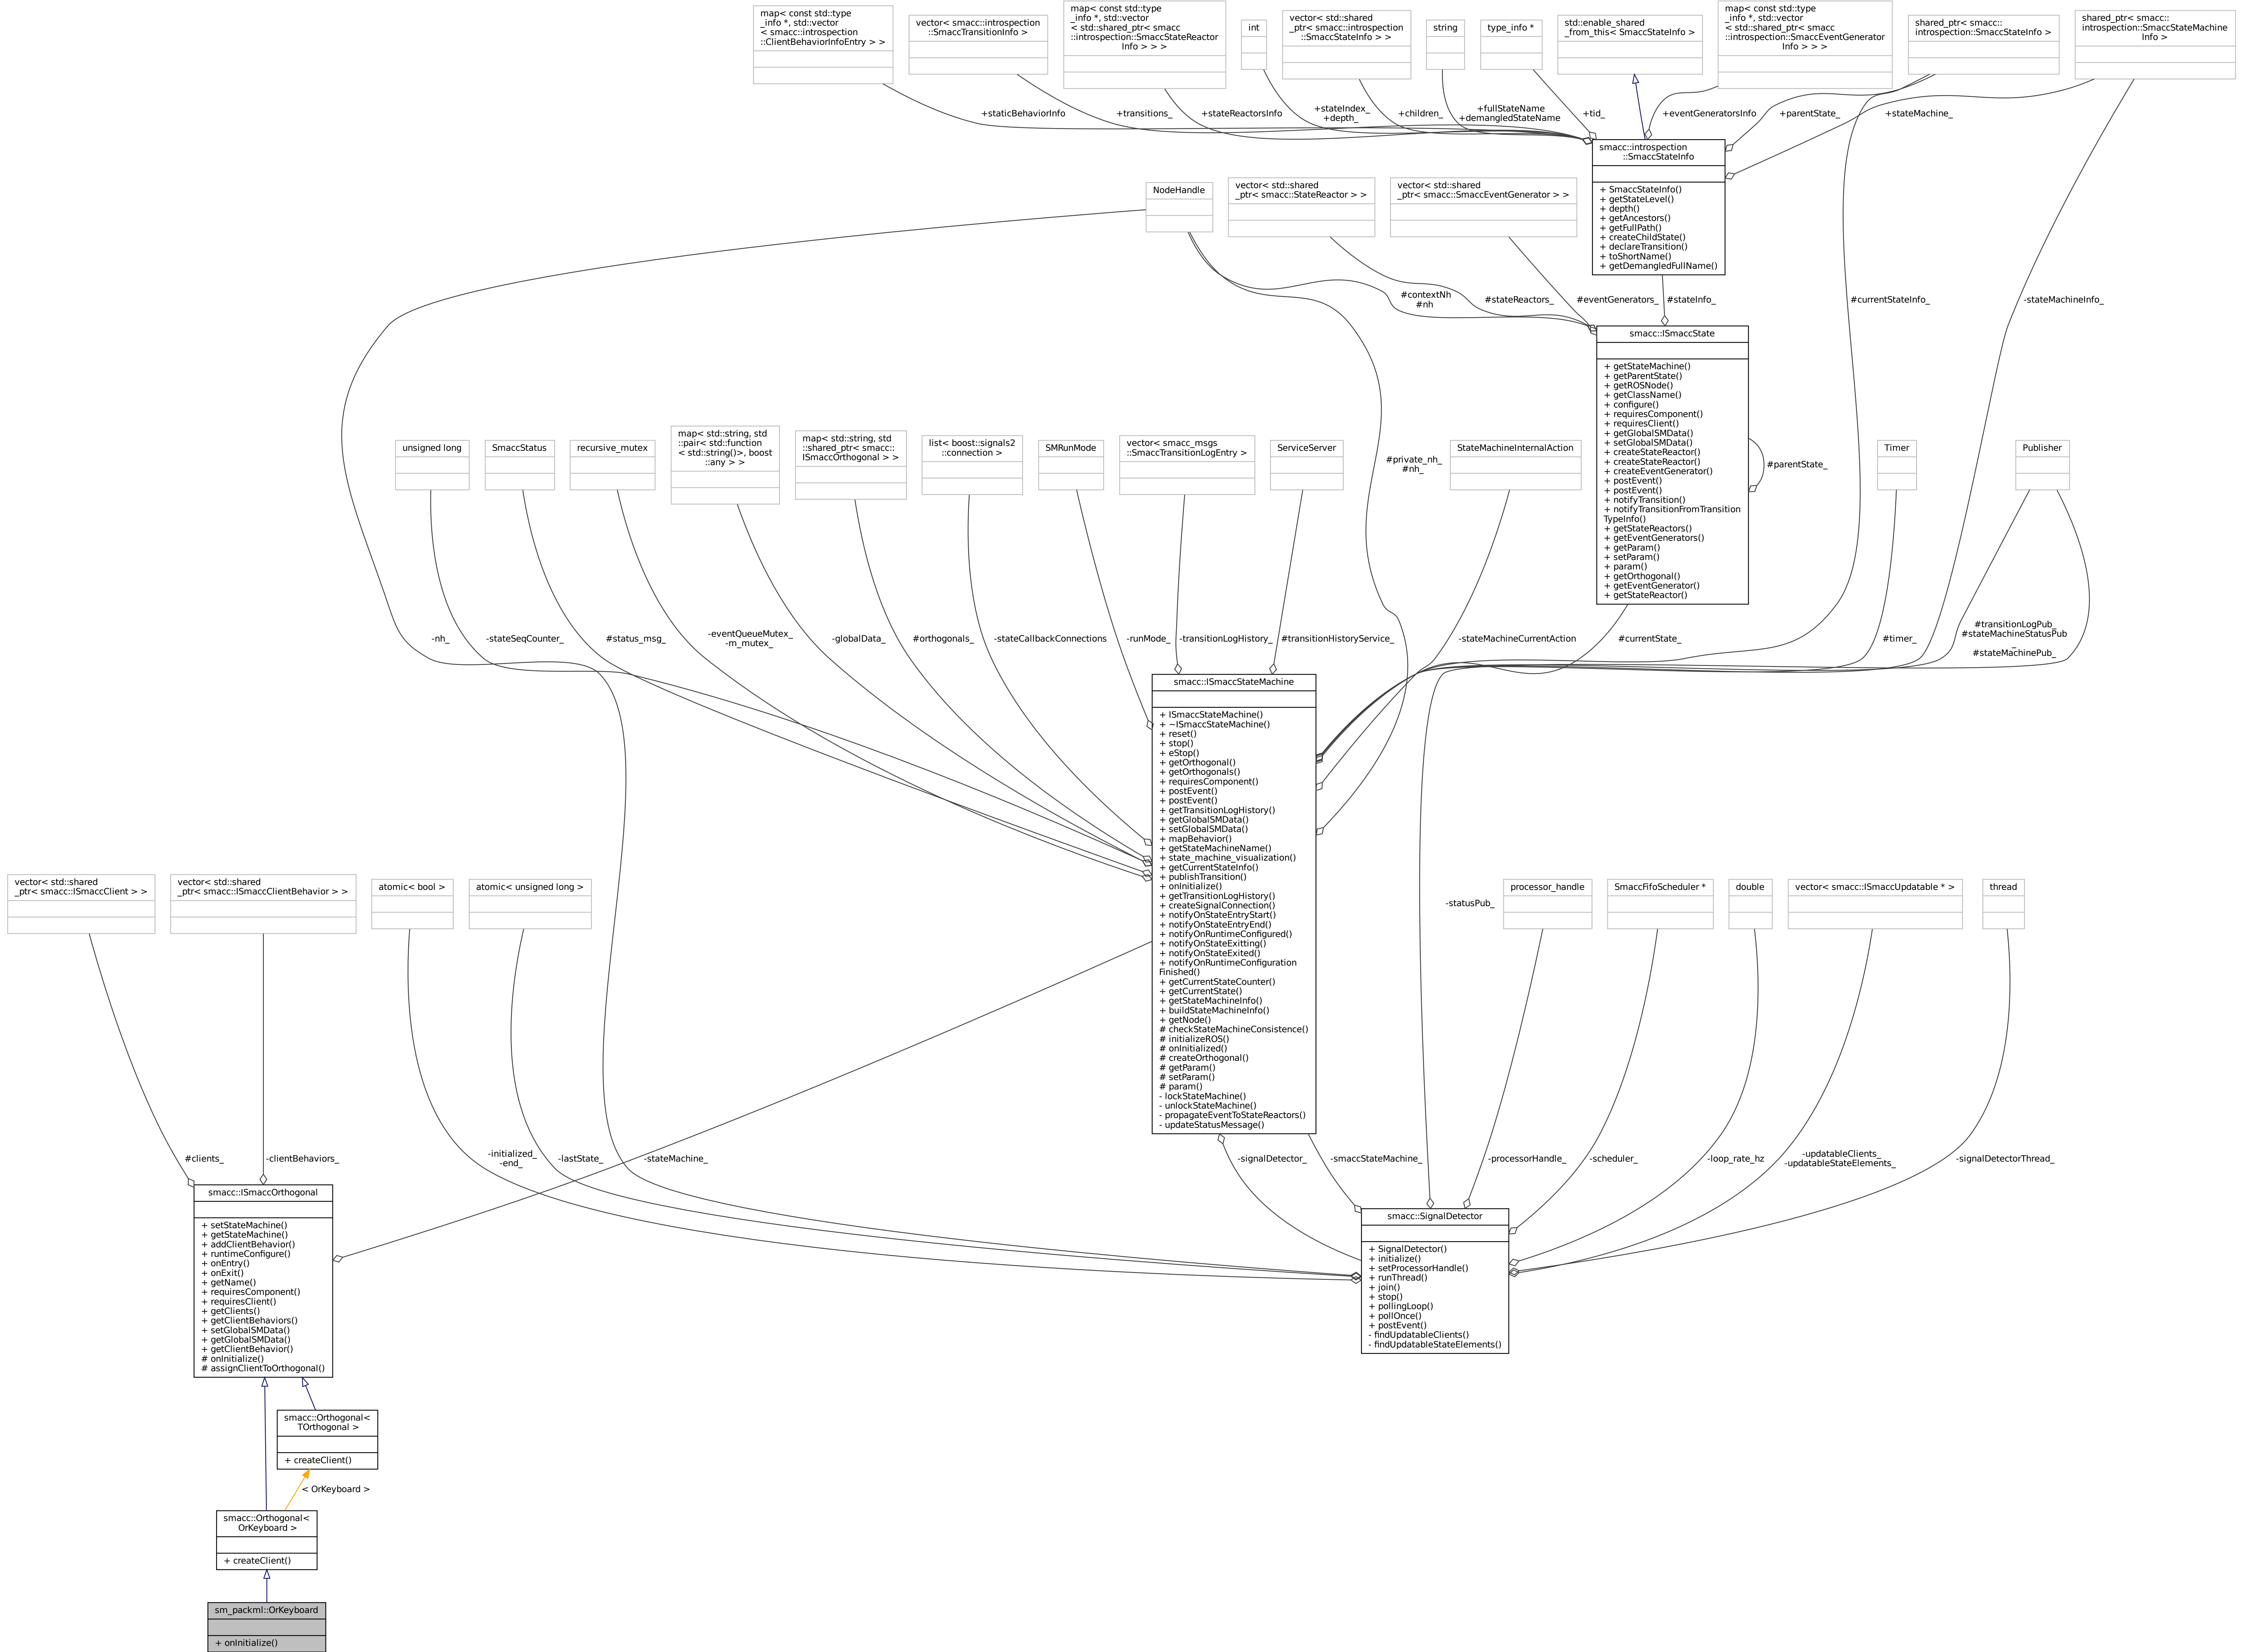 map< const std::type
_info *, std::vector
< smacc::introspection
::ClientBehaviorInfoEntry > >
vector< smacc::introspection
::SmaccTransitionInfo >
map< const std::type
_info *, std::vector
< std::shared_ptr< smacc
::introspection::SmaccStateReactor
Info > > >
int
vector< std::shared
_ptr< smacc::introspection
::SmaccStateInfo > >
string
type_info *
std::enable_shared
_from_this< SmaccStateInfo >
map< const std::type
_info *, std::vector
< std::shared_ptr< smacc
::introspection::SmaccEventGenerator
Info > > >
shared_ptr< smacc::
introspection::SmaccStateInfo >
shared_ptr< smacc::
introspection::SmaccStateMachine
Info >
+staticBehaviorInfo
+transitions_
+stateReactorsInfo
+stateIndex_
+depth_
+children_
+fullStateName
+demangledStateName
+tid_
+eventGeneratorsInfo
+parentState_
+stateMachine_
smacc::introspection
::SmaccStateInfo
+ SmaccStateInfo()
+ getStateLevel()
+ depth()
+ getAncestors()
+ getFullPath()
+ createChildState()
+ declareTransition()
+ toShortName()
+ getDemangledFullName()
NodeHandle
vector< std::shared
_ptr< smacc::StateReactor > >
vector< std::shared
_ptr< smacc::SmaccEventGenerator > >
#contextNh
#nh
#stateReactors_
#eventGenerators_
#stateInfo_
#currentStateInfo_
-stateMachineInfo_
smacc::ISmaccState
+ getStateMachine()
+ getParentState()
+ getROSNode()
+ getClassName()
+ configure()
+ requiresComponent()
+ requiresClient()
+ getGlobalSMData()
+ setGlobalSMData()
+ createStateReactor()
+ createStateReactor()
+ createEventGenerator()
+ postEvent()
+ postEvent()
+ notifyTransition()
+ notifyTransitionFromTransition
TypeInfo()
+ getStateReactors()
+ getEventGenerators()
+ getParam()
+ setParam()
+ param()
+ getOrthogonal()
+ getEventGenerator()
+ getStateReactor()
#parentState_
unsigned long
SmaccStatus
recursive_mutex
map< std::string, std
::pair< std::function
< std::string()>, boost
::any > >
map< std::string, std
::shared_ptr< smacc::
ISmaccOrthogonal > >
list< boost::signals2
::connection >
SMRunMode
vector< smacc_msgs
::SmaccTransitionLogEntry >
ServiceServer
#private_nh_
#nh_
StateMachineInternalAction
Timer
Publisher
-nh_
-stateSeqCounter_
#status_msg_
-eventQueueMutex_
-m_mutex_
-globalData_
#orthogonals_
-stateCallbackConnections
-runMode_
-transitionLogHistory_
#transitionHistoryService_
-stateMachineCurrentAction
#currentState_
#timer_
#transitionLogPub_
#stateMachineStatusPub
_
#stateMachinePub_
smacc::ISmaccStateMachine
+ ISmaccStateMachine()
+ ~ISmaccStateMachine()
+ reset()
+ stop()
+ eStop()
+ getOrthogonal()
+ getOrthogonals()
+ requiresComponent()
+ postEvent()
+ postEvent()
+ getTransitionLogHistory()
+ getGlobalSMData()
+ setGlobalSMData()
+ mapBehavior()
+ getStateMachineName()
+ state_machine_visualization()
+ getCurrentStateInfo()
+ publishTransition()
+ onInitialize()
+ getTransitionLogHistory()
+ createSignalConnection()
+ notifyOnStateEntryStart()
+ notifyOnStateEntryEnd()
+ notifyOnRuntimeConfigured()
+ notifyOnStateExitting()
+ notifyOnStateExited()
+ notifyOnRuntimeConfiguration
Finished()
+ getCurrentStateCounter()
+ getCurrentState()
+ getStateMachineInfo()
+ buildStateMachineInfo()
+ getNode()
# checkStateMachineConsistence()
# initializeROS()
# onInitialized()
# createOrthogonal()
# getParam()
# setParam()
# param()
- lockStateMachine()
- unlockStateMachine()
- propagateEventToStateReactors()
- updateStatusMessage()
vector< std::shared
_ptr< smacc::ISmaccClient > >
vector< std::shared
_ptr< smacc::ISmaccClientBehavior > >
atomic< bool >
atomic< unsigned long >
-statusPub_
processor_handle
SmaccFifoScheduler *
double
vector< smacc::ISmaccUpdatable * >
thread
#clients_
-clientBehaviors_
-initialized_
-end_
-lastState_
-stateMachine_
-signalDetector_
-smaccStateMachine_
-processorHandle_
-scheduler_
-loop_rate_hz
-updatableClients_
-updatableStateElements_
-signalDetectorThread_
smacc::ISmaccOrthogonal
+ setStateMachine()
+ getStateMachine()
+ addClientBehavior()
+ runtimeConfigure()
+ onEntry()
+ onExit()
+ getName()
+ requiresComponent()
+ requiresClient()
+ getClients()
+ getClientBehaviors()
+ setGlobalSMData()
+ getGlobalSMData()
+ getClientBehavior()
# onInitialize()
# assignClientToOrthogonal()
smacc::SignalDetector
+ SignalDetector()
+ initialize()
+ setProcessorHandle()
+ runThread()
+ join()
+ stop()
+ pollingLoop()
+ pollOnce()
+ postEvent()
- findUpdatableClients()
- findUpdatableStateElements()
smacc::Orthogonal<
TOrthogonal >
+ createClient()
< OrKeyboard >
smacc::Orthogonal<
OrKeyboard >
+ createClient()
sm_packml::OrKeyboard
+ onInitialize()